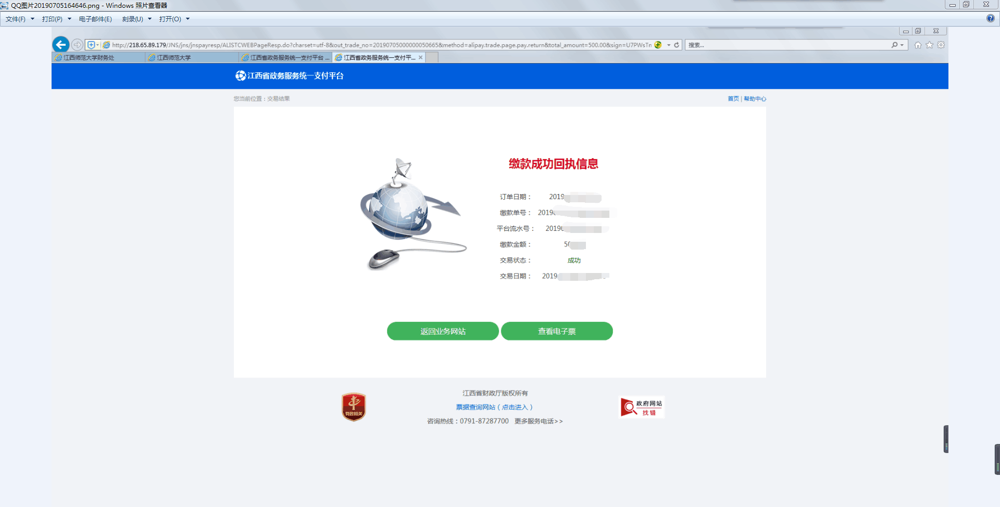 QQ图片20190705164646.png - Windows 照片查看器
文件(F) 打印(P) 电子邮件(E) 刻录(U) 打开(O)
http://218.65.89.179/JNS/jns/jnspayresp/ALISTCWEBPageResp.do?charset=utf-8&out_trade_no=20190705000000050665&method=alipay.trade.page.pay.return&total_amount=500.00&sign=U7PWsTn
搜索...
江西师范大学财务处
江西师范大学
江西省政务服务统一支付平台 ...
江西省政务服务统一支付平...
江西省政务服务统一支付平台
您当前位置：交易结果
首页 | 帮助中心
缴款成功回执信息
订单日期： 2019
缴款单号： 2019
平台流水号： 2019
缴款金额： 5
交易状态： 成功
交易日期： 2019
返回业务网站
查看电子票
党政机关
江西省财政厅版权所有
票据查询网站（点击进入）
咨询热线：0791-87287700 更多服务电话>>
政府网站
找错